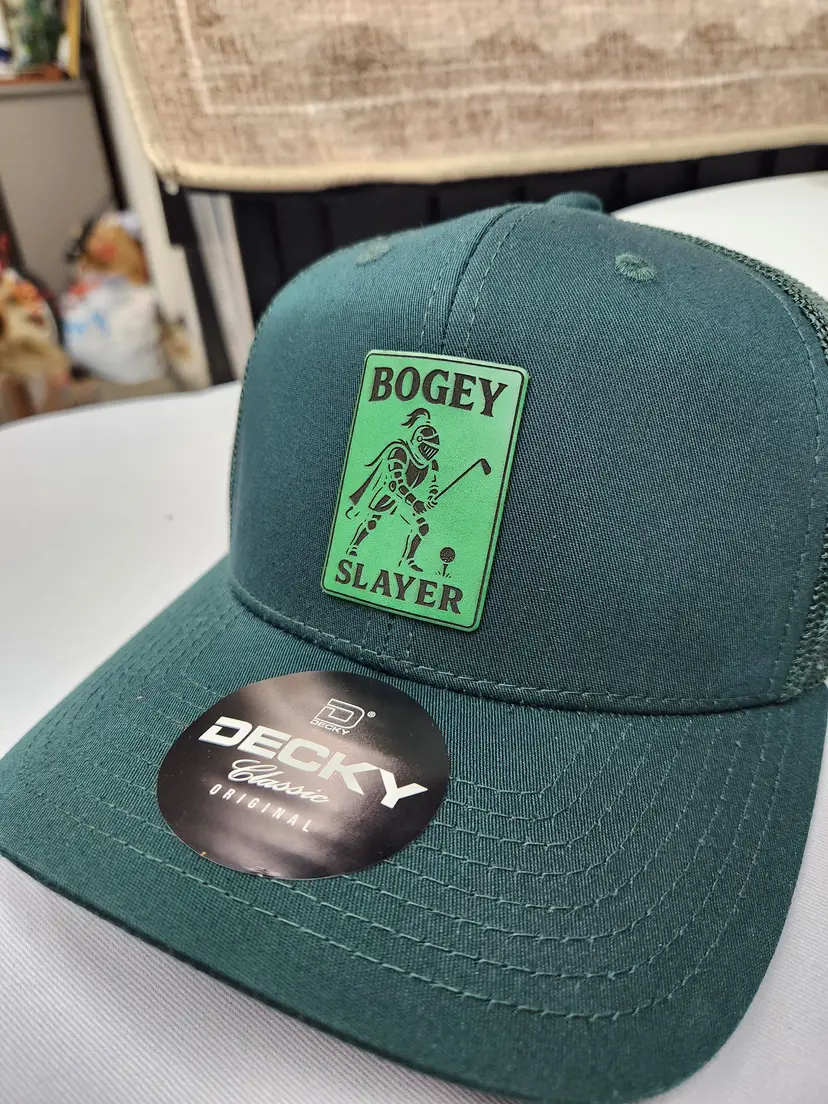 BOGEY
SLAYER
D®
DECKY
DECKY
Classic
ORIGINAL